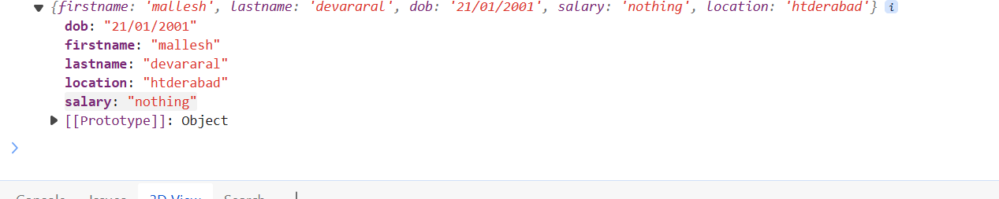 {firstname: 'mallesh', lastname: 'devararal', dob: '21/01/2001', salary: 'nothing', location: 'htderabad'} i
dob: "21/01/2001"
firstname: "mallesh"
lastname: "devararal"
location: "htderabad"
salary: "nothing"
[[Prototype]]: Object
Console Issues 3D View Search